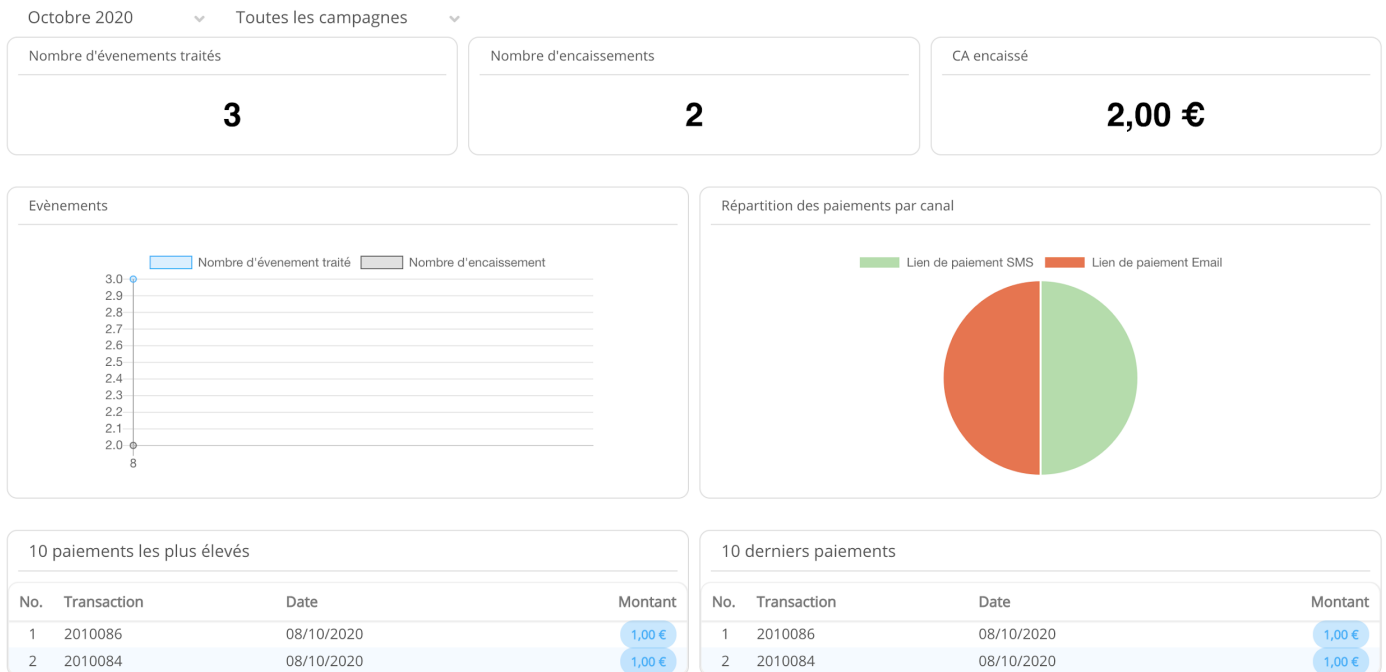 Octobre 2020 Toutes les campagnes
Nombre d'évenements traités
3
Nombre d'encaissements
2
CA encaissé
2,00 €
Evènements
Nombre d'évenement traité Nombre d'encaissement
3.0
2.9
2.8
2.7
2.6
2.5
2.4
2.3
2.2
2.1
2.0
8
Répartition des paiements par canal
Lien de paiement SMS Lien de paiement Email
10 paiements les plus élevés
No. Transaction Date Montant
1 2010086 08/10/2020 1,00 €
2 2010084 08/10/2020 1,00 €
10 derniers paiements
No. Transaction Date Montant
1 2010086 08/10/2020 1,00 €
2 2010084 08/10/2020 1,00 €